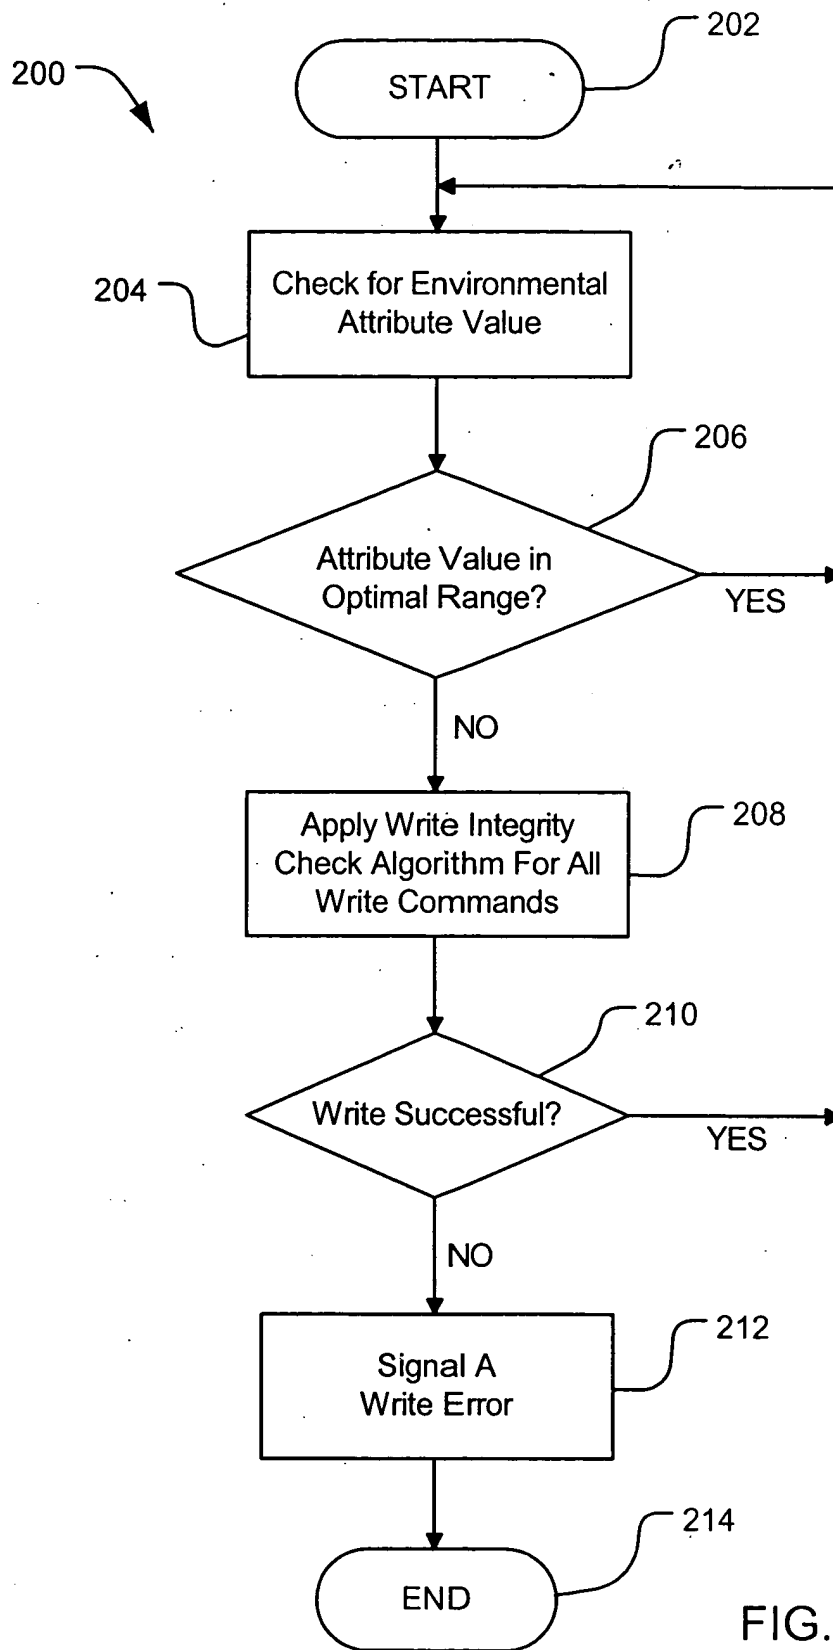 200
202
START
204
Check for Environmental
Attribute Value
206
Attribute Value in
Optimal Range?
YES
NO
208
Apply Write Integrity
Check Algorithm For All
Write Commands
210
Write Successful?
YES
NO
212
Signal A
Write Error
214
END
FIG.